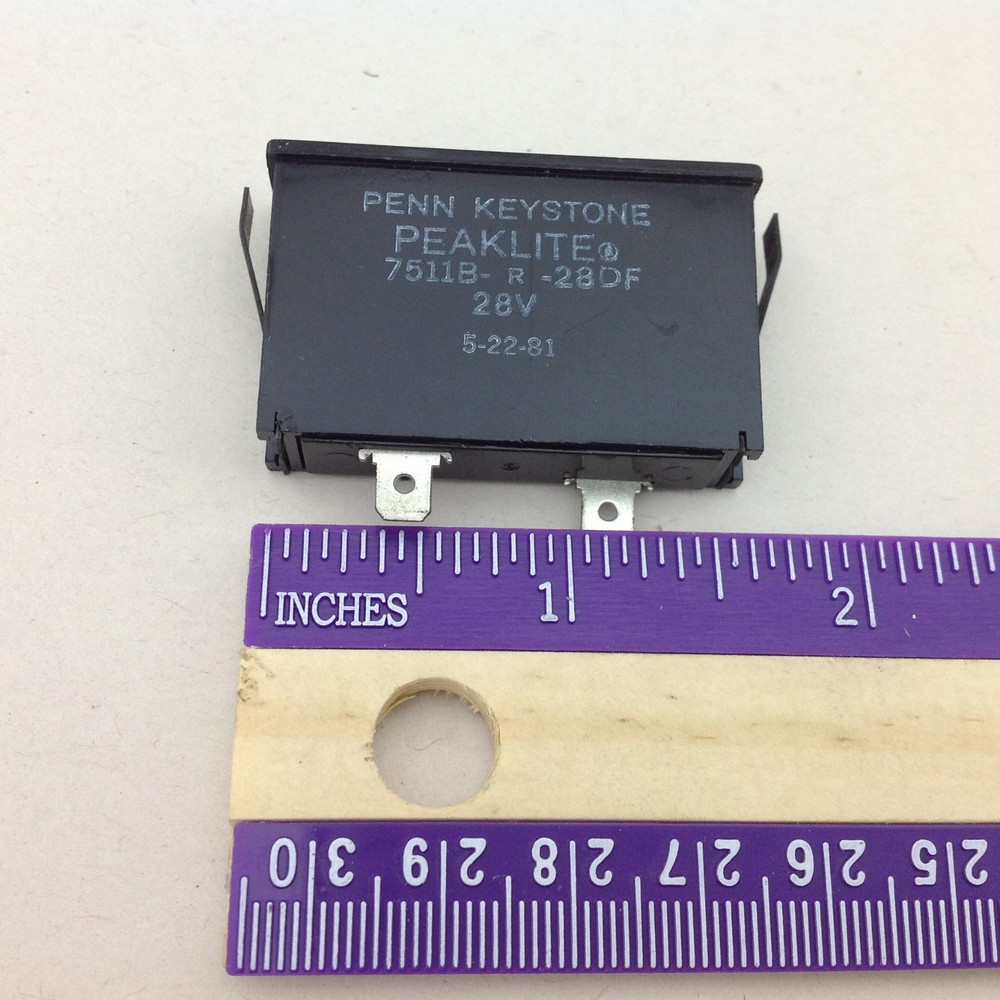 PENN KEYSTONE
PEAKLITE®
7511B- R -28DF
28V
5-22-81
INCHES 1 2
30 29 28 27 26 25